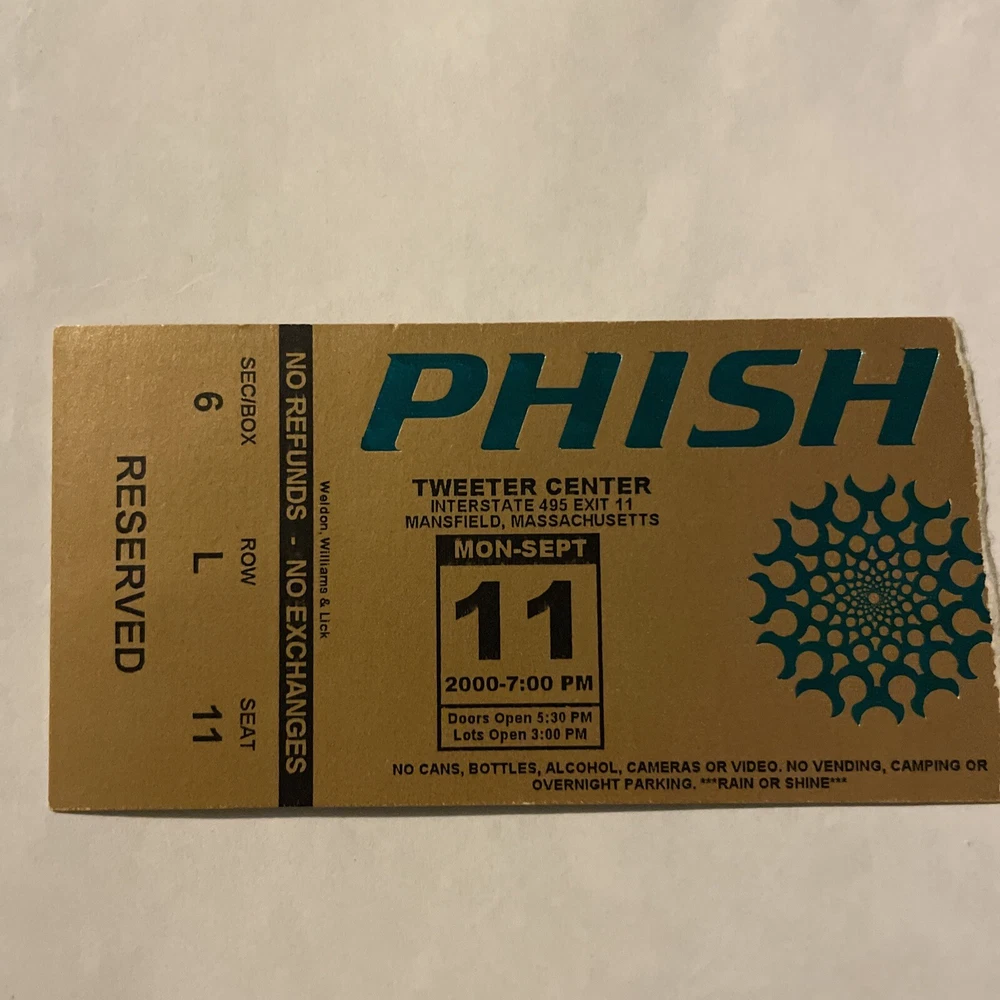 PHISH
TWEETER CENTER
INTERSTATE 495 EXIT 11
MANSFIELD, MASSACHUSETTS
MON-SEPT
11
2000-7:00 PM
Doors Open 5:30 PM
Lots Open 3:00 PM
NO CANS, BOTTLES, ALCOHOL, CAMERAS OR VIDEO. NO VENDING, CAMPING OR
OVERNIGHT PARKING. ***RAIN OR SHINE***
Weldon, Williams & Lick
NO REFUNDS - NO EXCHANGES
SEC/BOX ROW SEAT
6 L 11
RESERVED